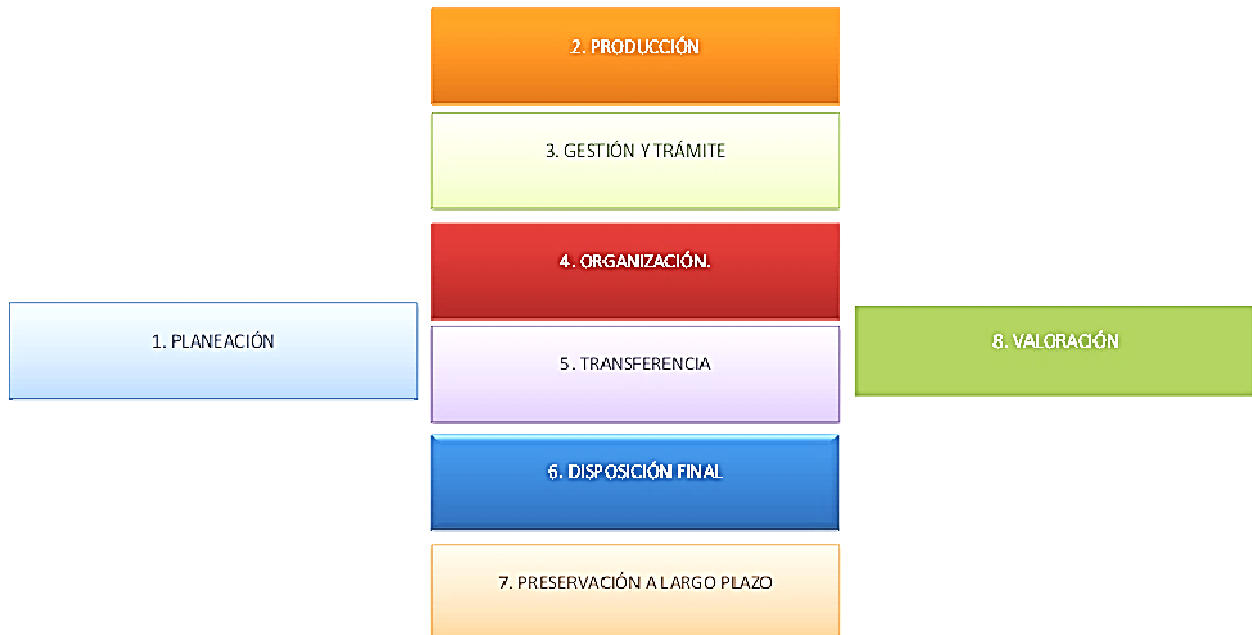 2. PRODUCCIÓN
3. GESTIÓN Y TRÁMITE
4. ORGANIZACIÓN.
1. PLANEACIÓN
5. TRANSFERENCIA
8. VALORACIÓN
6. DISPOSICIÓN FINAL
7. PRESERVACIÓN A LARGO PLAZO